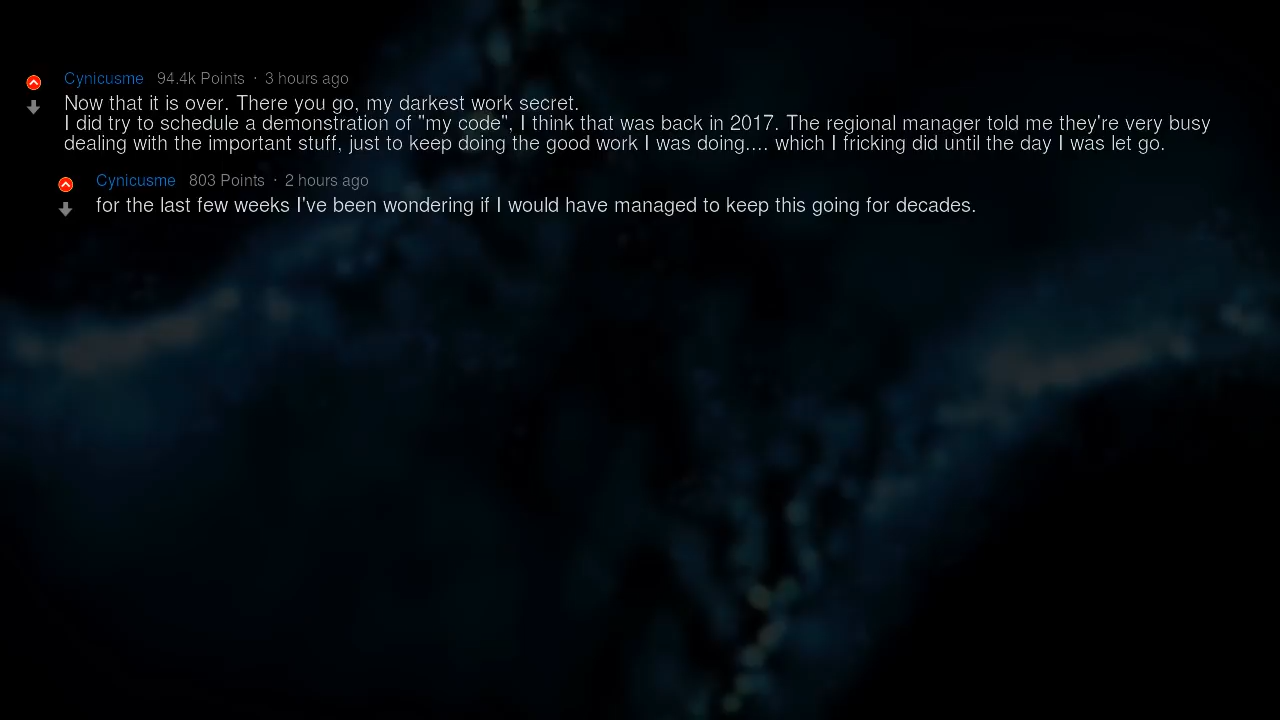 Cynicusme 94.4k Points · 3 hours ago
Now that it is over. There you go, my darkest work secret.
I did try to schedule a demonstration of "my code", I think that was back in 2017. The regional manager told me they're very busy
dealing with the important stuff, just to keep doing the good work I was doing.... which I fricking did until the day I was let go.
Cynicusme 803 Points · 2 hours ago
for the last few weeks I've been wondering if I would have managed to keep this going for decades.